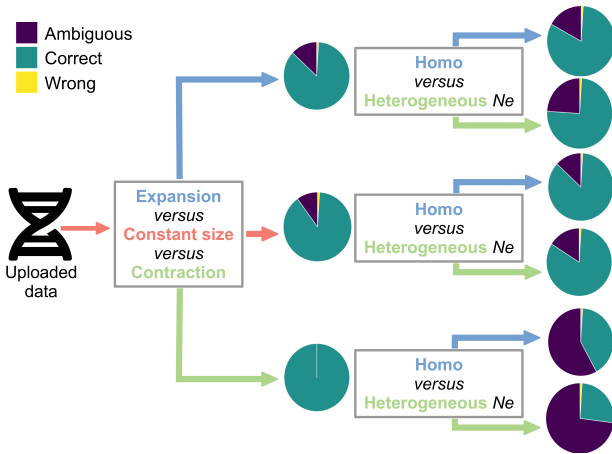 Ambiguous
Correct
Wrong
Homo
versus
Heterogeneous Ne
Expansion
versus
Constant size
versus
Contraction
Uploaded
data
Homo
versus
Heterogeneous Ne
Homo
versus
Heterogeneous Ne